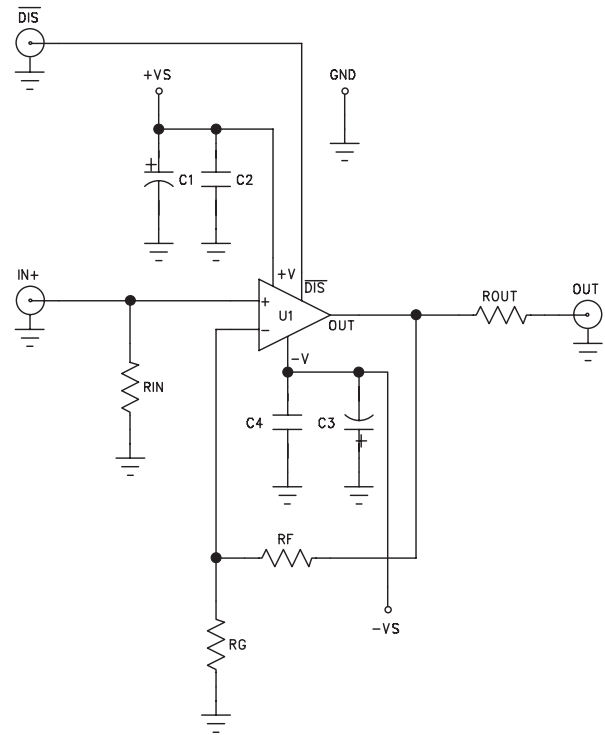 DIS
+VS
GND
+
C1
C2
IN+
+V
DIS
OUT
+
U1
OUT
ROUT
−
−V
RIN
C4
C3
+
RF
−VS
RG